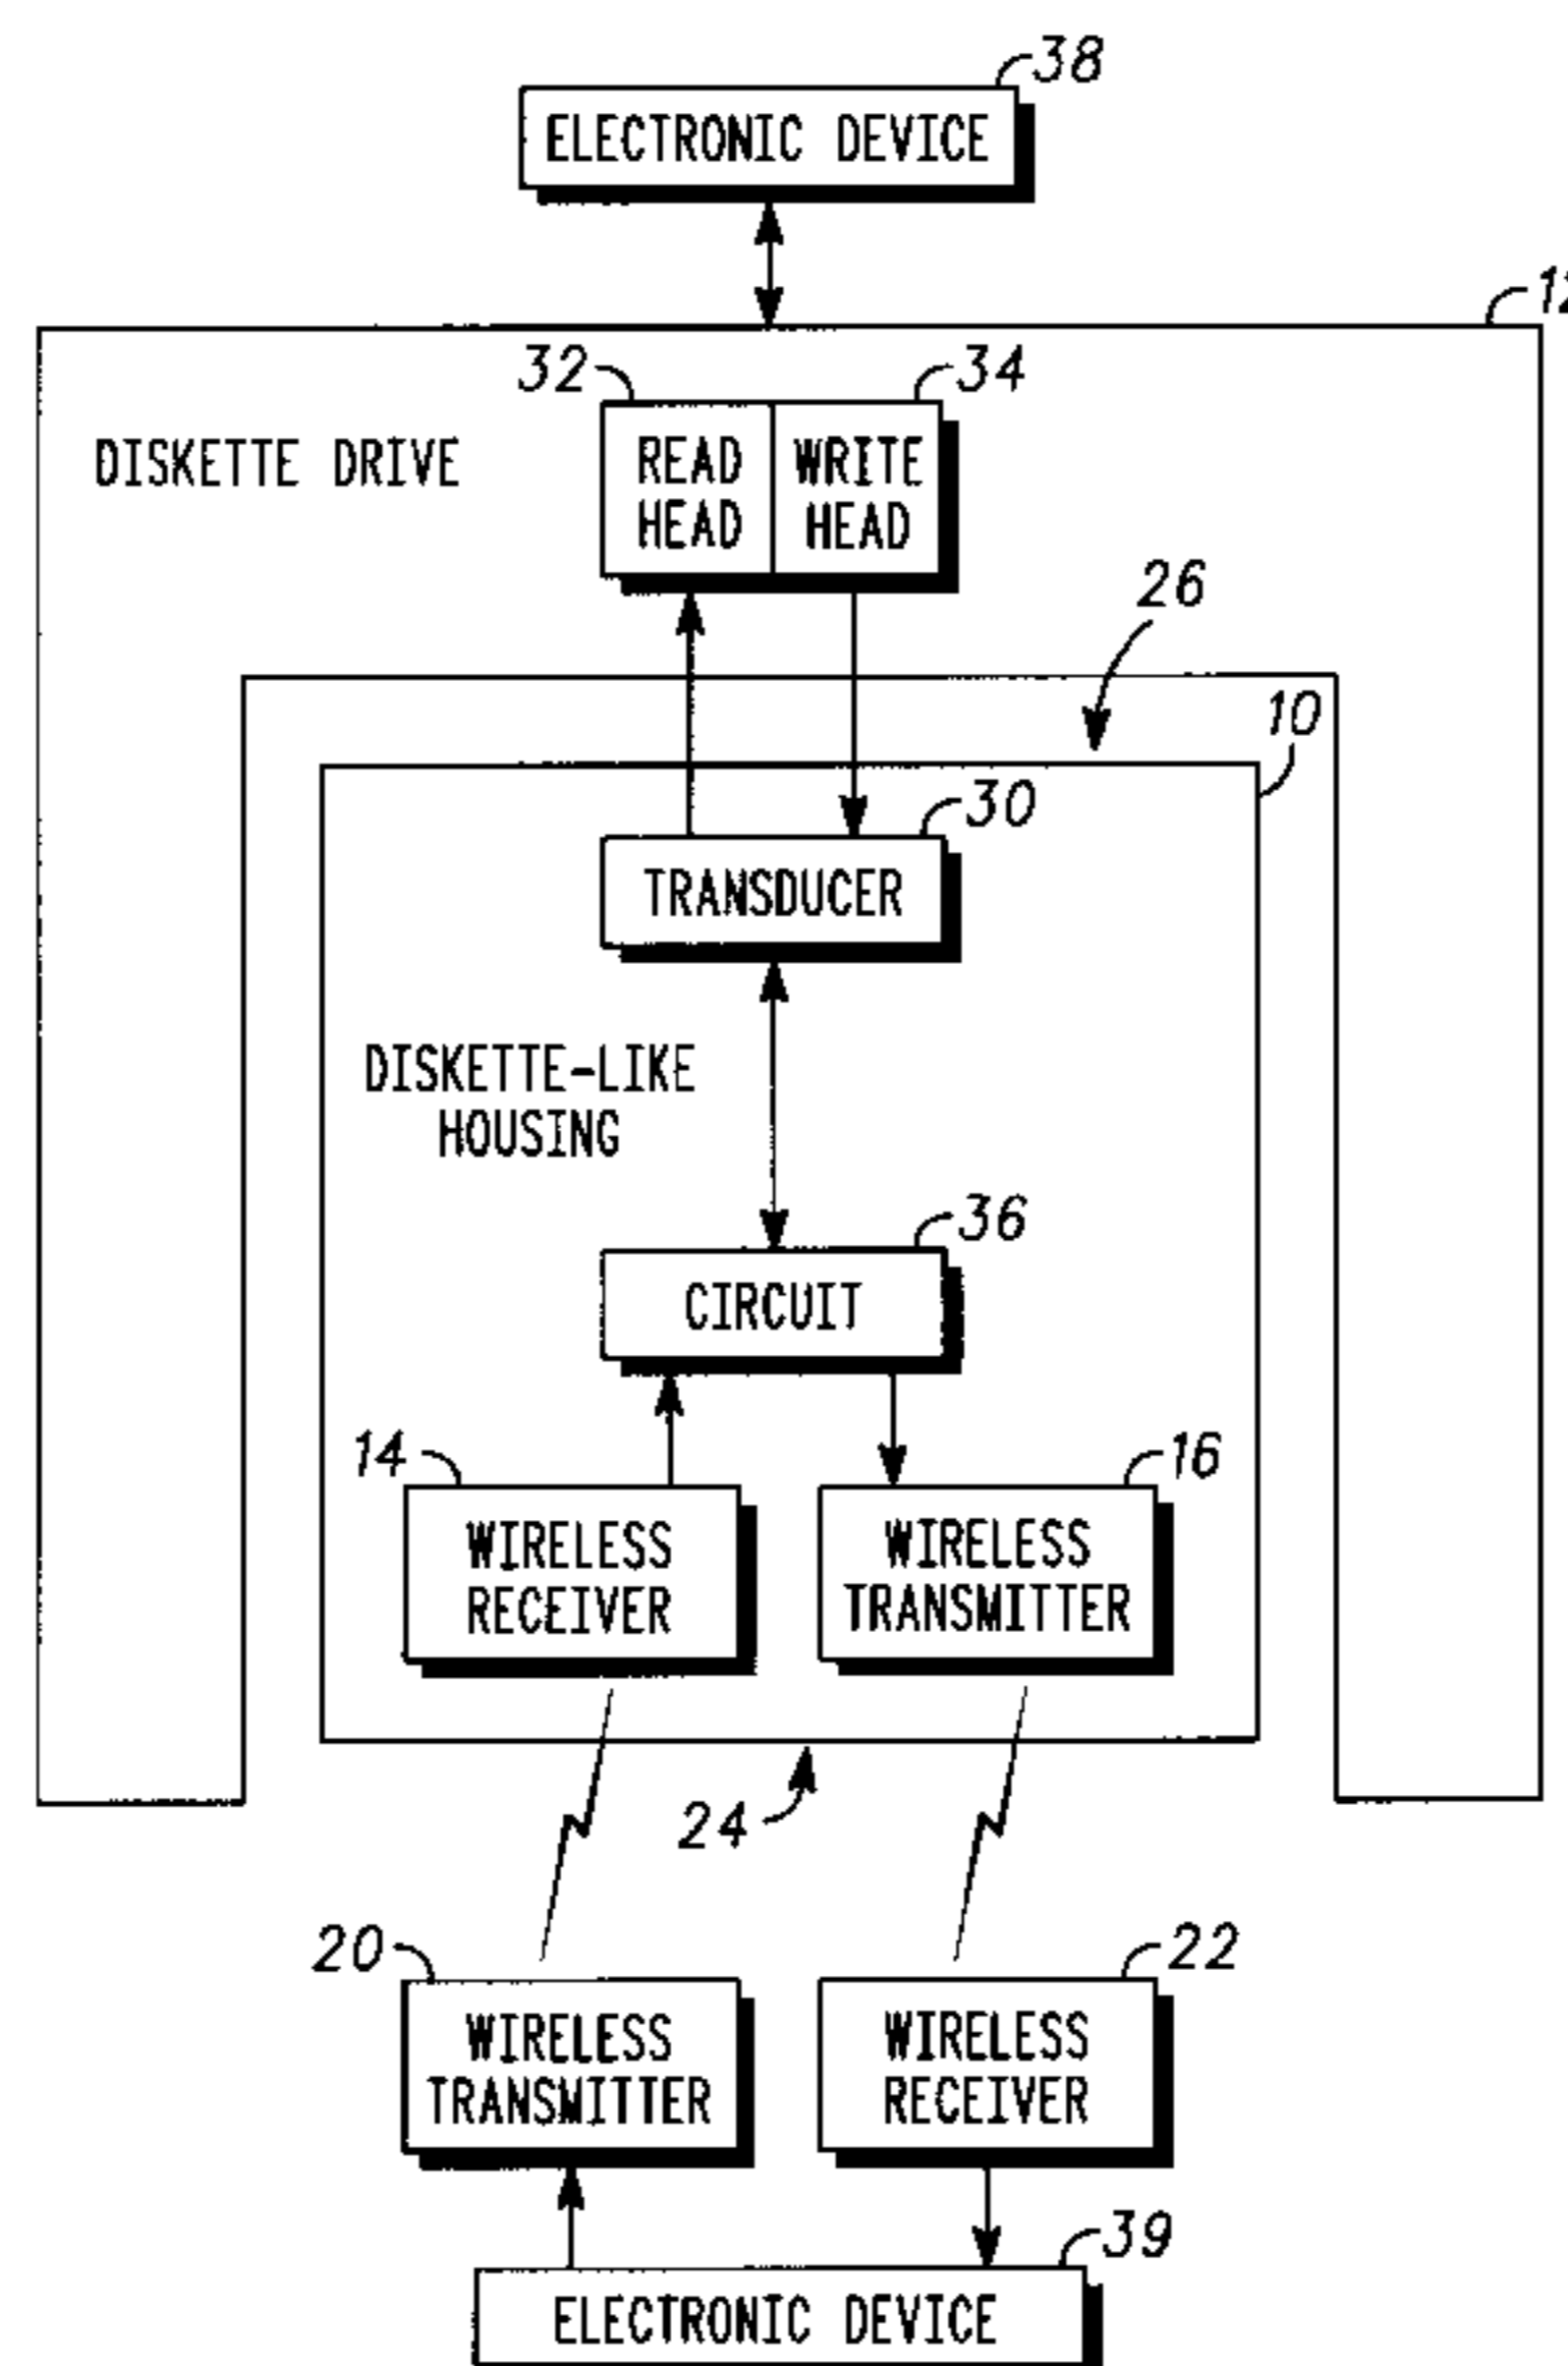 38
ELECTRONIC DEVICE
32
34
DISKETTE DRIVE
READ
HEAD
WRITE
HEAD
26
10
30
TRANSDUCER
DISKETTE-LIKE
HOUSING
36
CIRCUIT
14
16
WIRELESS
RECEIVER
WIRELESS
TRANSMITTER
24
20
22
WIRELESS
TRANSMITTER
WIRELESS
RECEIVER
39
ELECTRONIC DEVICE